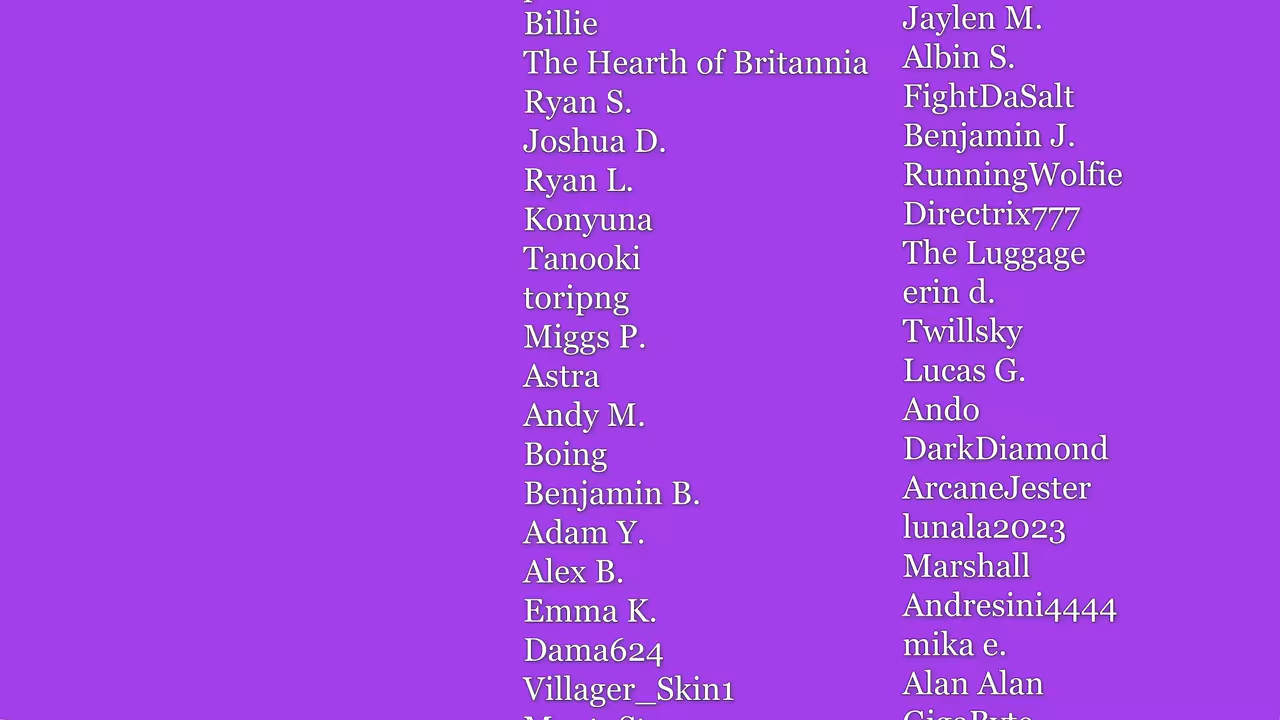 Billie
The Hearth of Britannia
Ryan S.
Joshua D.
Ryan L.
Konyuna
Tanooki
toripng
Miggs P.
Astra
Andy M.
Boing
Benjamin B.
Adam Y.
Alex B.
Emma K.
Dama624
Villager_Skin1
Jaylen M.
Albin S.
FightDaSalt
Benjamin J.
RunningWolfie
Directrix777
The Luggage
erin d.
Twillsky
Lucas G.
Ando
DarkDiamond
ArcaneJester
lunala2023
Marshall
Andresini4444
mika e.
Alan Alan